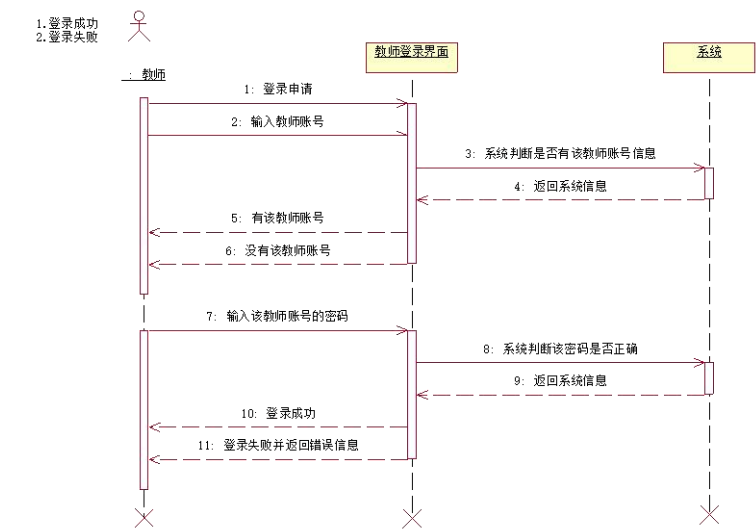 1.登录成功
2.登录失败
: 教师
教师登录界面
系统
1: 登录申请
2: 输入教师账号
3: 系统判断是否有该教师账号信息
4: 返回系统信息
5: 有该教师账号
6: 没有该教师账号
7: 输入该教师账号的密码
8: 系统判断该密码是否正确
9: 返回系统信息
10: 登录成功
11: 登录失败并返回错误信息